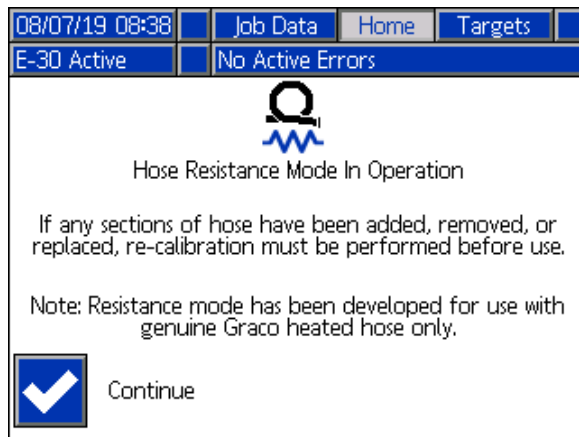 08/07/19 08:38 Job Data Home Targets
E-30 Active No Active Errors
Hose Resistance Mode In Operation
If any sections of hose have been added, removed, or
replaced, re-calibration must be performed before use.
Note: Resistance mode has been developed for use with
genuine Graco heated hose only.
Continue